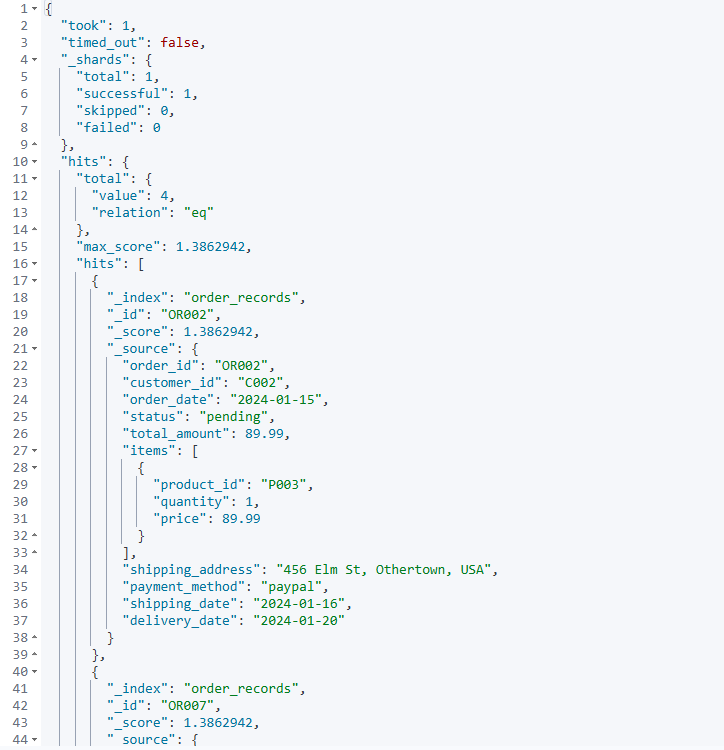 1 {
2 "took": 1,
3 "timed_out": false,
4 "_shards": {
5 "total": 1,
6 "successful": 1,
7 "skipped": 0,
8 "failed": 0
9 },
10 "hits": {
11 "total": {
12 "value": 4,
13 "relation": "eq"
14 },
15 "max_score": 1.3862942,
16 "hits": [
17 {
18 "_index": "order_records",
19 "_id": "OR002",
20 "_score": 1.3862942,
21 "_source": {
22 "order_id": "OR002",
23 "customer_id": "C002",
24 "order_date": "2024-01-15",
25 "status": "pending",
26 "total_amount": 89.99,
27 "items": [
28 {
29 "product_id": "P003",
30 "quantity": 1,
31 "price": 89.99
32 }
33 ],
34 "shipping_address": "456 Elm St, Othertown, USA",
35 "payment_method": "paypal",
36 "shipping_date": "2024-01-16",
37 "delivery_date": "2024-01-20"
38 }
39 },
40 {
41 "_index": "order_records",
42 "_id": "OR007",
43 "_score": 1.3862942,
44 "_source": {